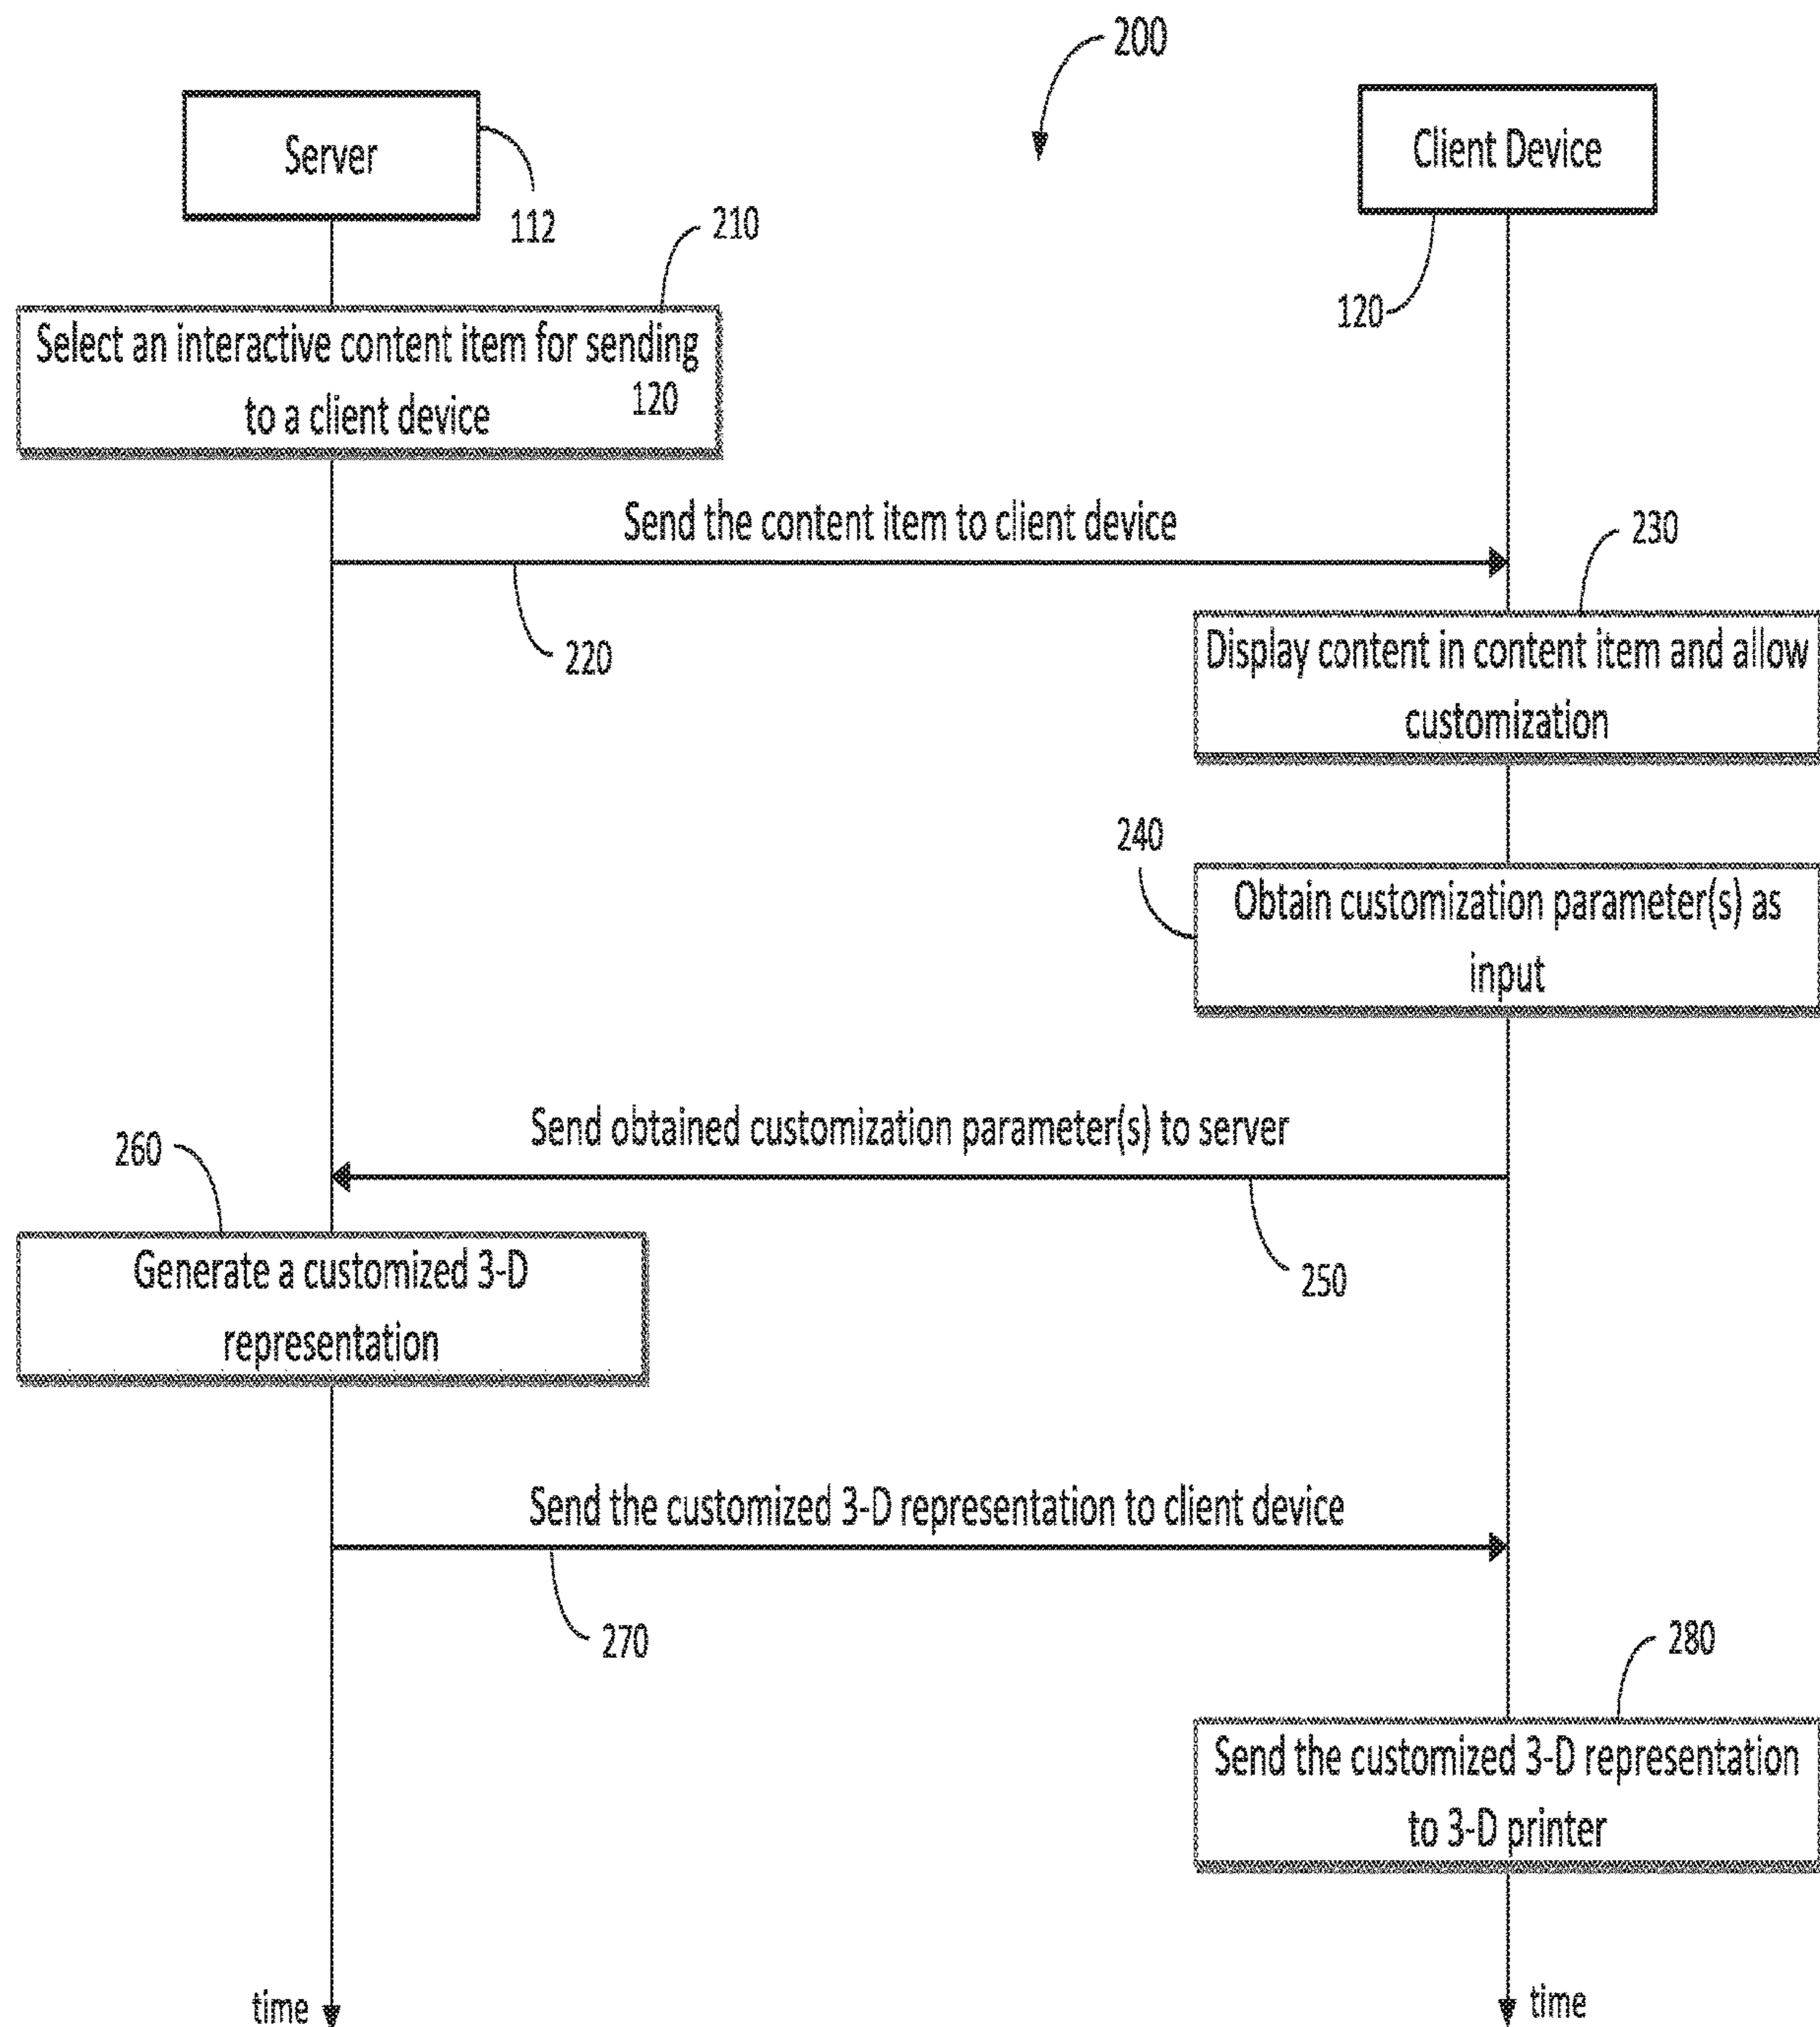 200
Server
Client Device
112
210
120
Select an interactive content item for sending
to a client device 120
Send the content item to client device
220
230
Display content in content item and allow
customization
240
Obtain customization parameter(s) as
input
Send obtained customization parameter(s) to server
250
260
Generate a customized 3-D
representation
Send the customized 3-D representation to client device
270
280
Send the customized 3-D representation
to 3-D printer
time
time